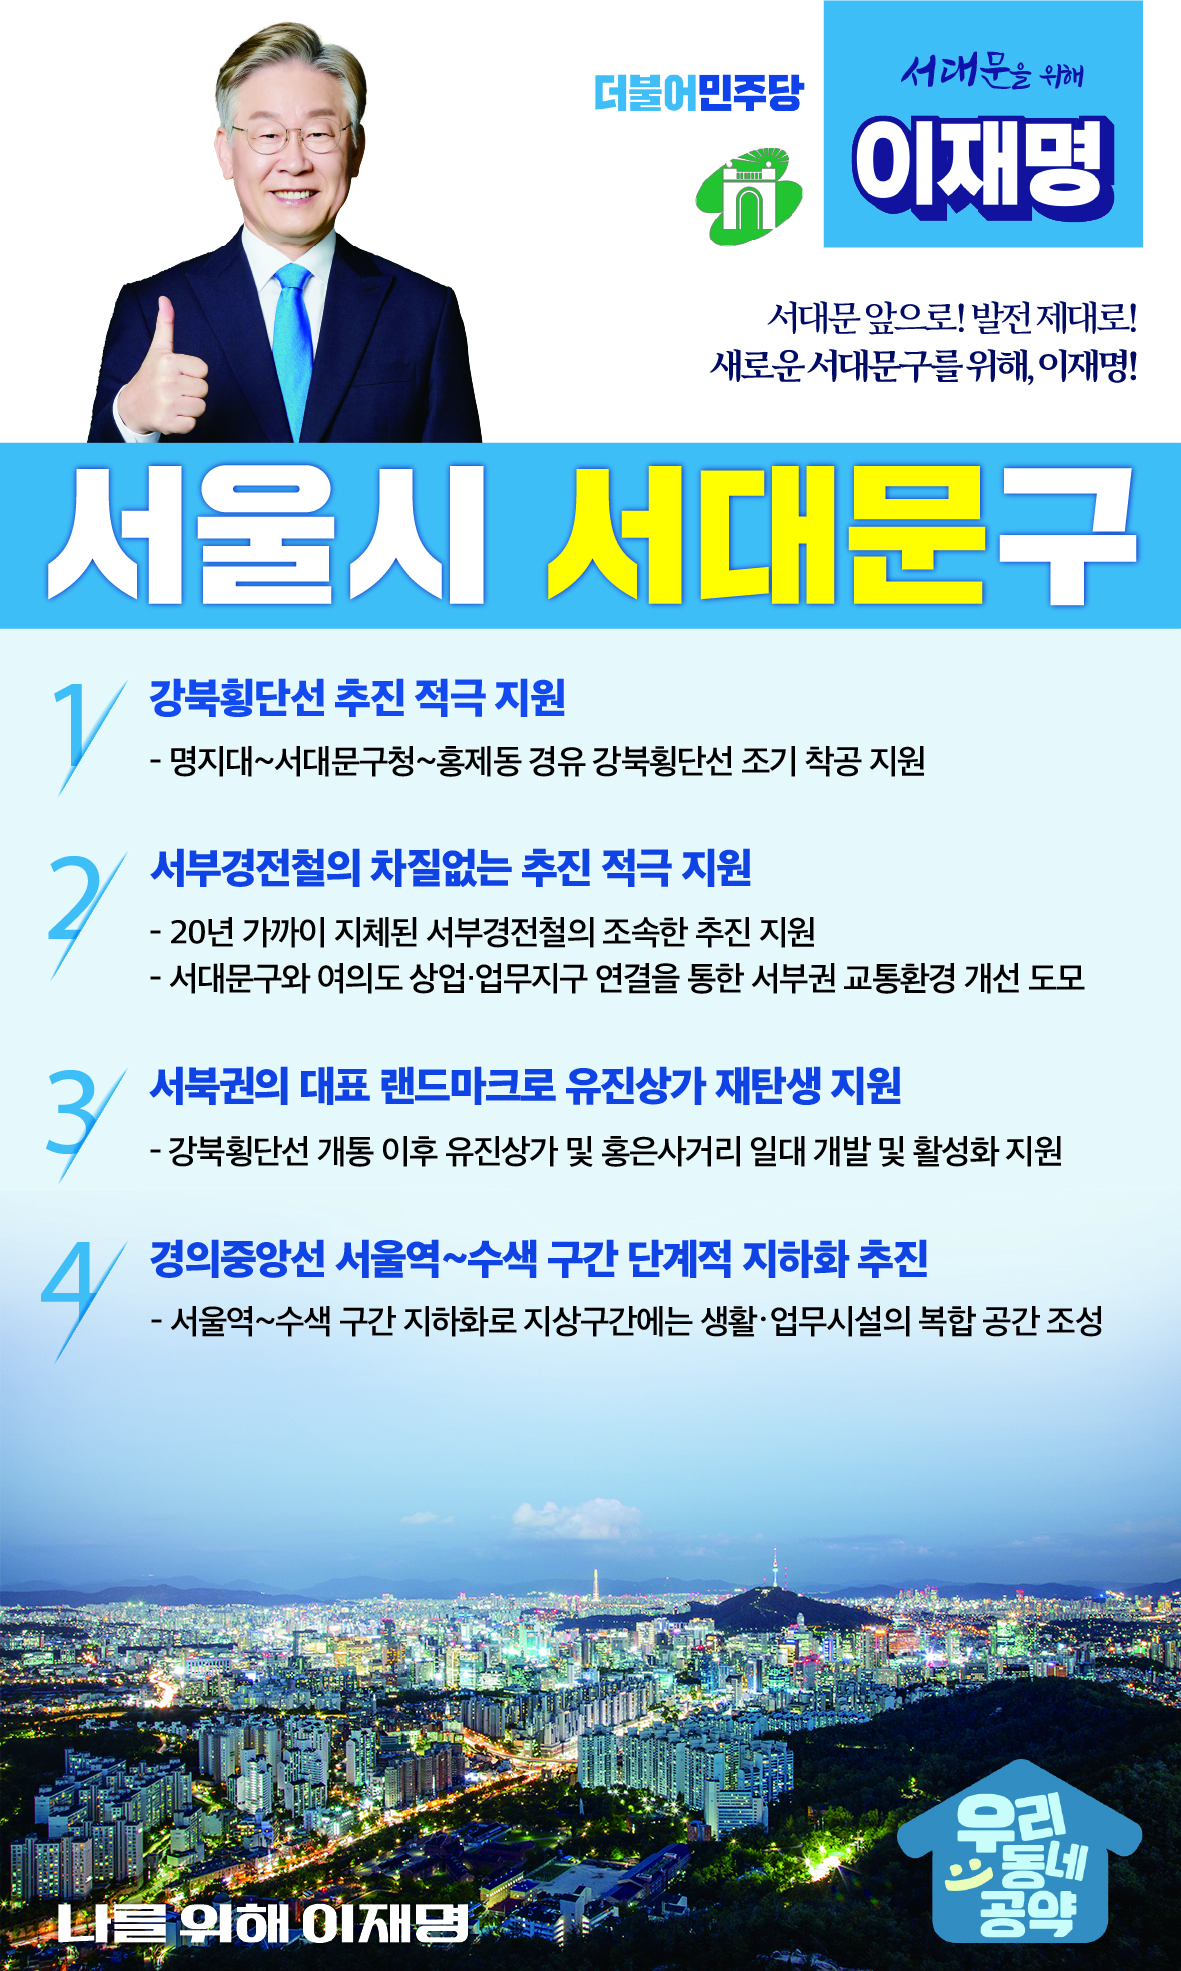 더불어민주당
서대문을 위해
이재명
서대문 앞으로! 발전 제대로!
새로운 서대문구를 위해, 이재명!
서울시 서대문구
1 강북횡단선 추진 적극 지원
- 명지대~서대문구청~홍제동 경유 강북횡단선 조기 착공 지원
2 서부경전철의 차질없는 추진 적극 지원
- 20년 가까이 지체된 서부경전철의 조속한 추진 지원
- 서대문구와 여의도 상업·업무지구 연결을 통한 서부권 교통환경 개선 도모
3 서북권의 대표 랜드마크로 유진상가 재탄생 지원
- 강북횡단선 개통 이후 유진상가 및 홍은사거리 일대 개발 및 활성화 지원
4 경의중앙선 서울역~수색 구간 단계적 지하화 추진
- 서울역~수색 구간 지하화로 지상구간에는 생활·업무시설의 복합 공간 조성
우리
동네
공약
나를 위해 이재명